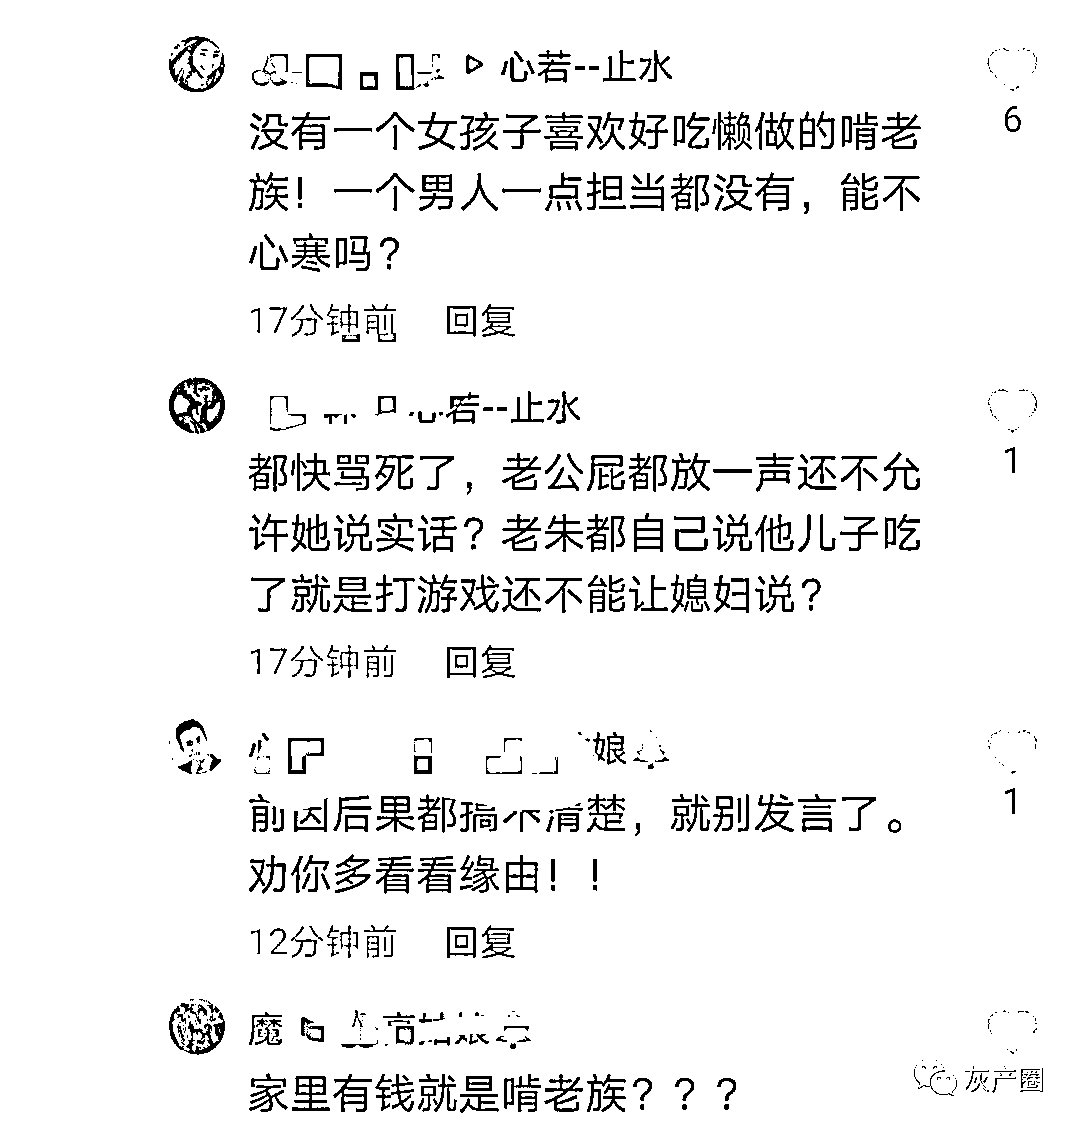 心若--止水
6
没有一个女孩子喜欢好吃懒做的啃老
族！一个男人一点担当都没有，能不
心寒吗？
17分钟前 回复
若--止水
1
都快骂死了，老公屁都放一声还不允
许她说实话？老朱都自己说他儿子吃
了就是打游戏还不能让媳妇说？
17分钟前 回复
娘
1
前因后果都搞不清楚，就别发言了。
劝你多看看缘由！！
12分钟前 回复
魔
家里有钱就是啃老族？？？
灰产圈